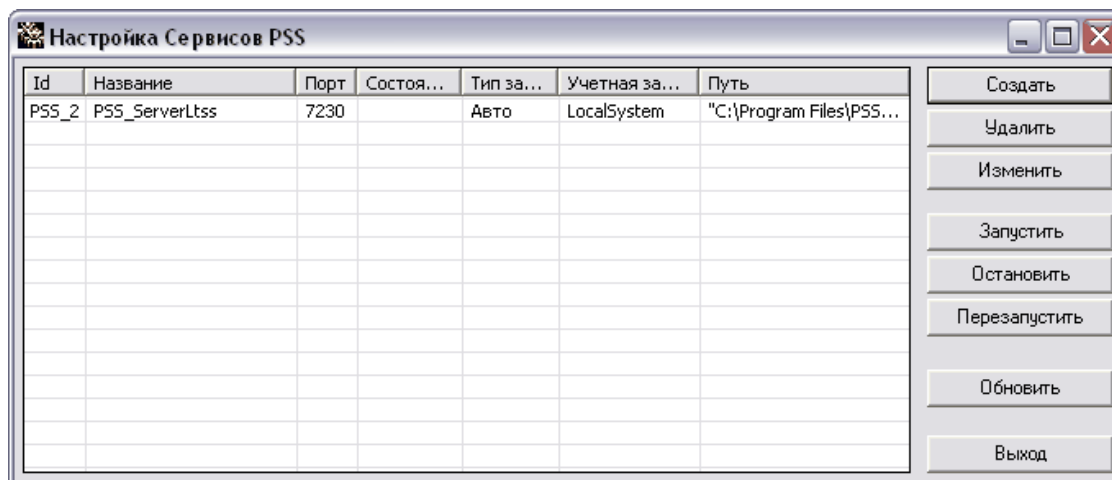 Настройка Сервисов PSS
Id Название Порт Состоя... Тип за... Учетная за... Путь
PSS_2 PSS_ServerLtss 7230 Авто LocalSystem "C:\Program Files\PSS...
Создать
Удалить
Изменить
Запустить
Остановить
Перезапустить
Обновить
Выход